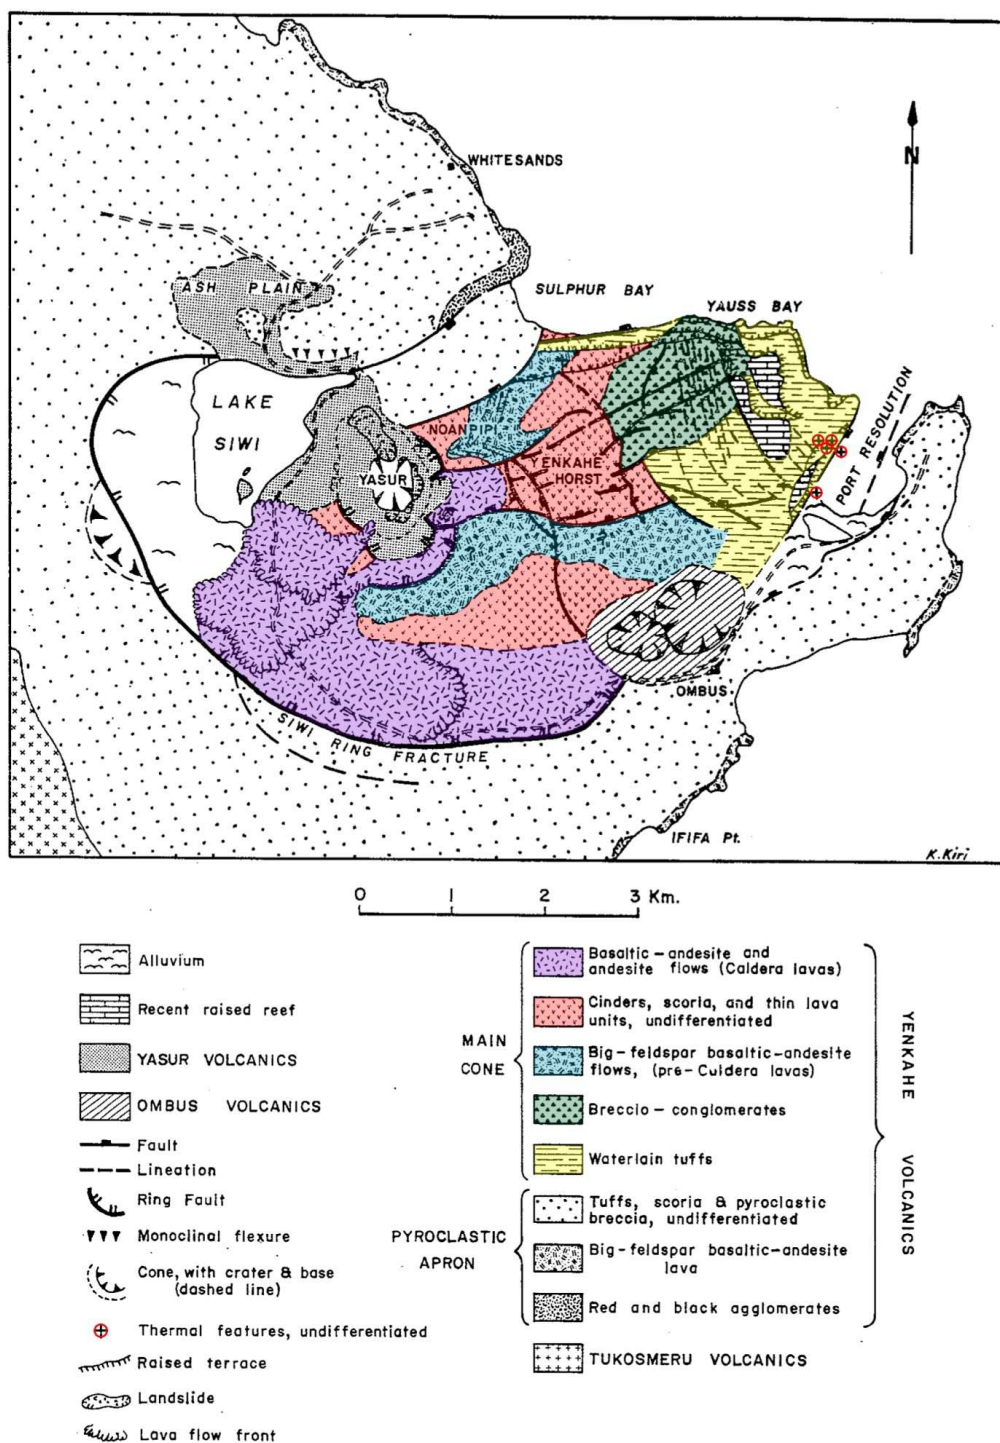 WHITESANDS
N
ASH PLAIN
SULPHUR BAY
YAUSS BAY
?
LAKE
SIWI
NOANPIPI
YASUR
YENKAHE
HORST
PORT RESOLUTION
?
?
OMBUS
SIWI RING FRACTURE
IFIFA Pt.
K.Kiri
0 1 2 3 Km.
Alluvium
Recent raised reef
YASUR VOLCANICS
OMBUS VOLCANICS
Fault
Lineation
Ring Fault
Monoclinal flexure
Cone, with crater & base
(dashed line)
Thermal features, undifferentiated
Raised terrace
Landslide
Lava flow front
MAIN
CONE
Basaltic-andesite and
andesite flows (Caldera lavas)
Cinders, scoria, and thin lava
units, undifferentiated
Big-feldspar basaltic-andesite
flows, (pre-Caldera lavas)
Breccio-conglomerates
Waterlain tuffs
PYROCLASTIC
APRON
Tuffs, scoria & pyroclastic
breccia, undifferentiated
Big-feldspar basaltic-andesite
lava
Red and black agglomerates
TUKOSMERU VOLCANICS
YENKAHE VOLCANICS